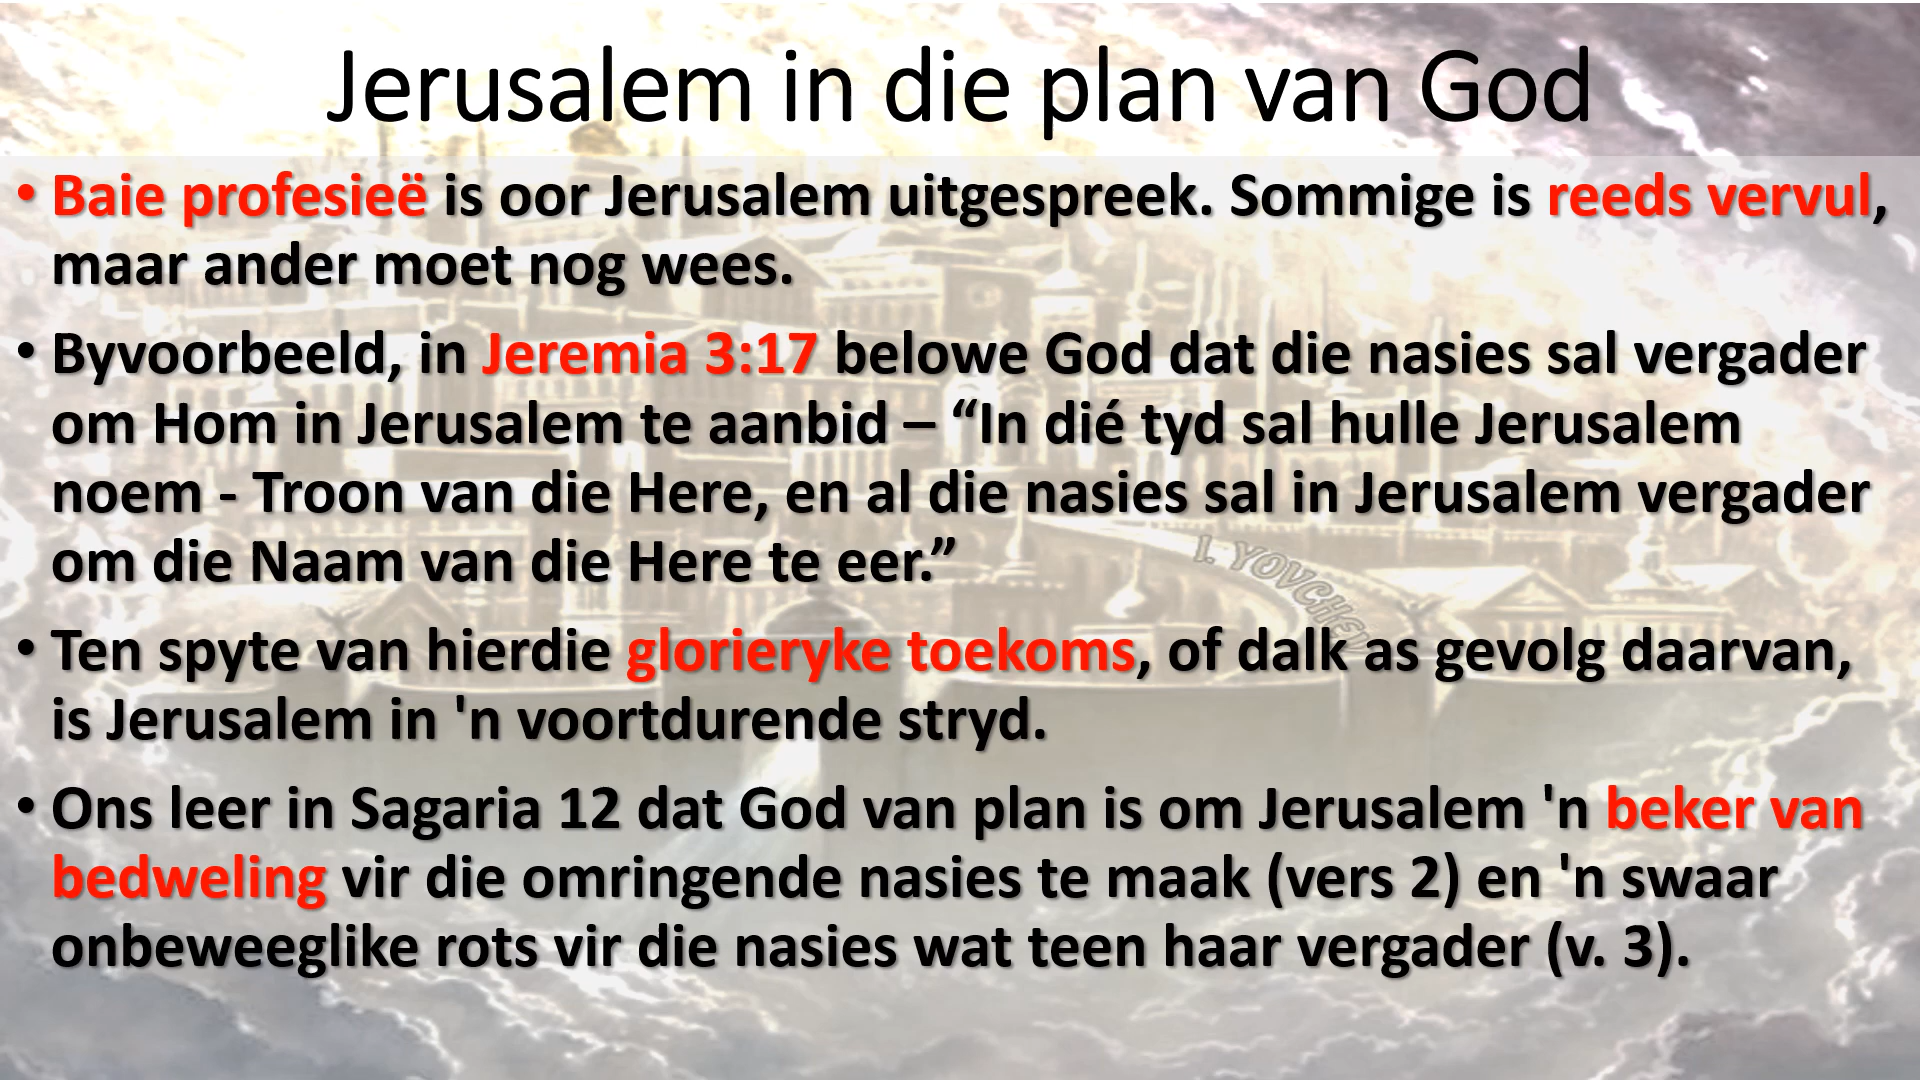 Jerusalem in die plan van God
• Baie profesieë is oor Jerusalem uitgespreek. Sommige is reeds vervul,
maar ander moet nog wees.
• Byvoorbeeld, in Jeremia 3:17 belowe God dat die nasies sal vergader
om Hom in Jerusalem te aanbid – “In dié tyd sal hulle Jerusalem
noem - Troon van die Here, en al die nasies sal in Jerusalem vergader
om die Naam van die Here te eer.”
I. YOVCHEV
• Ten spyte van hierdie glorieryke toekoms, of dalk as gevolg daarvan,
is Jerusalem in 'n voortdurende stryd.
• Ons leer in Sagaria 12 dat God van plan is om Jerusalem 'n beker van
bedweling vir die omringende nasies te maak (vers 2) en 'n swaar
onbeweeglike rots vir die nasies wat teen haar vergader (v. 3).